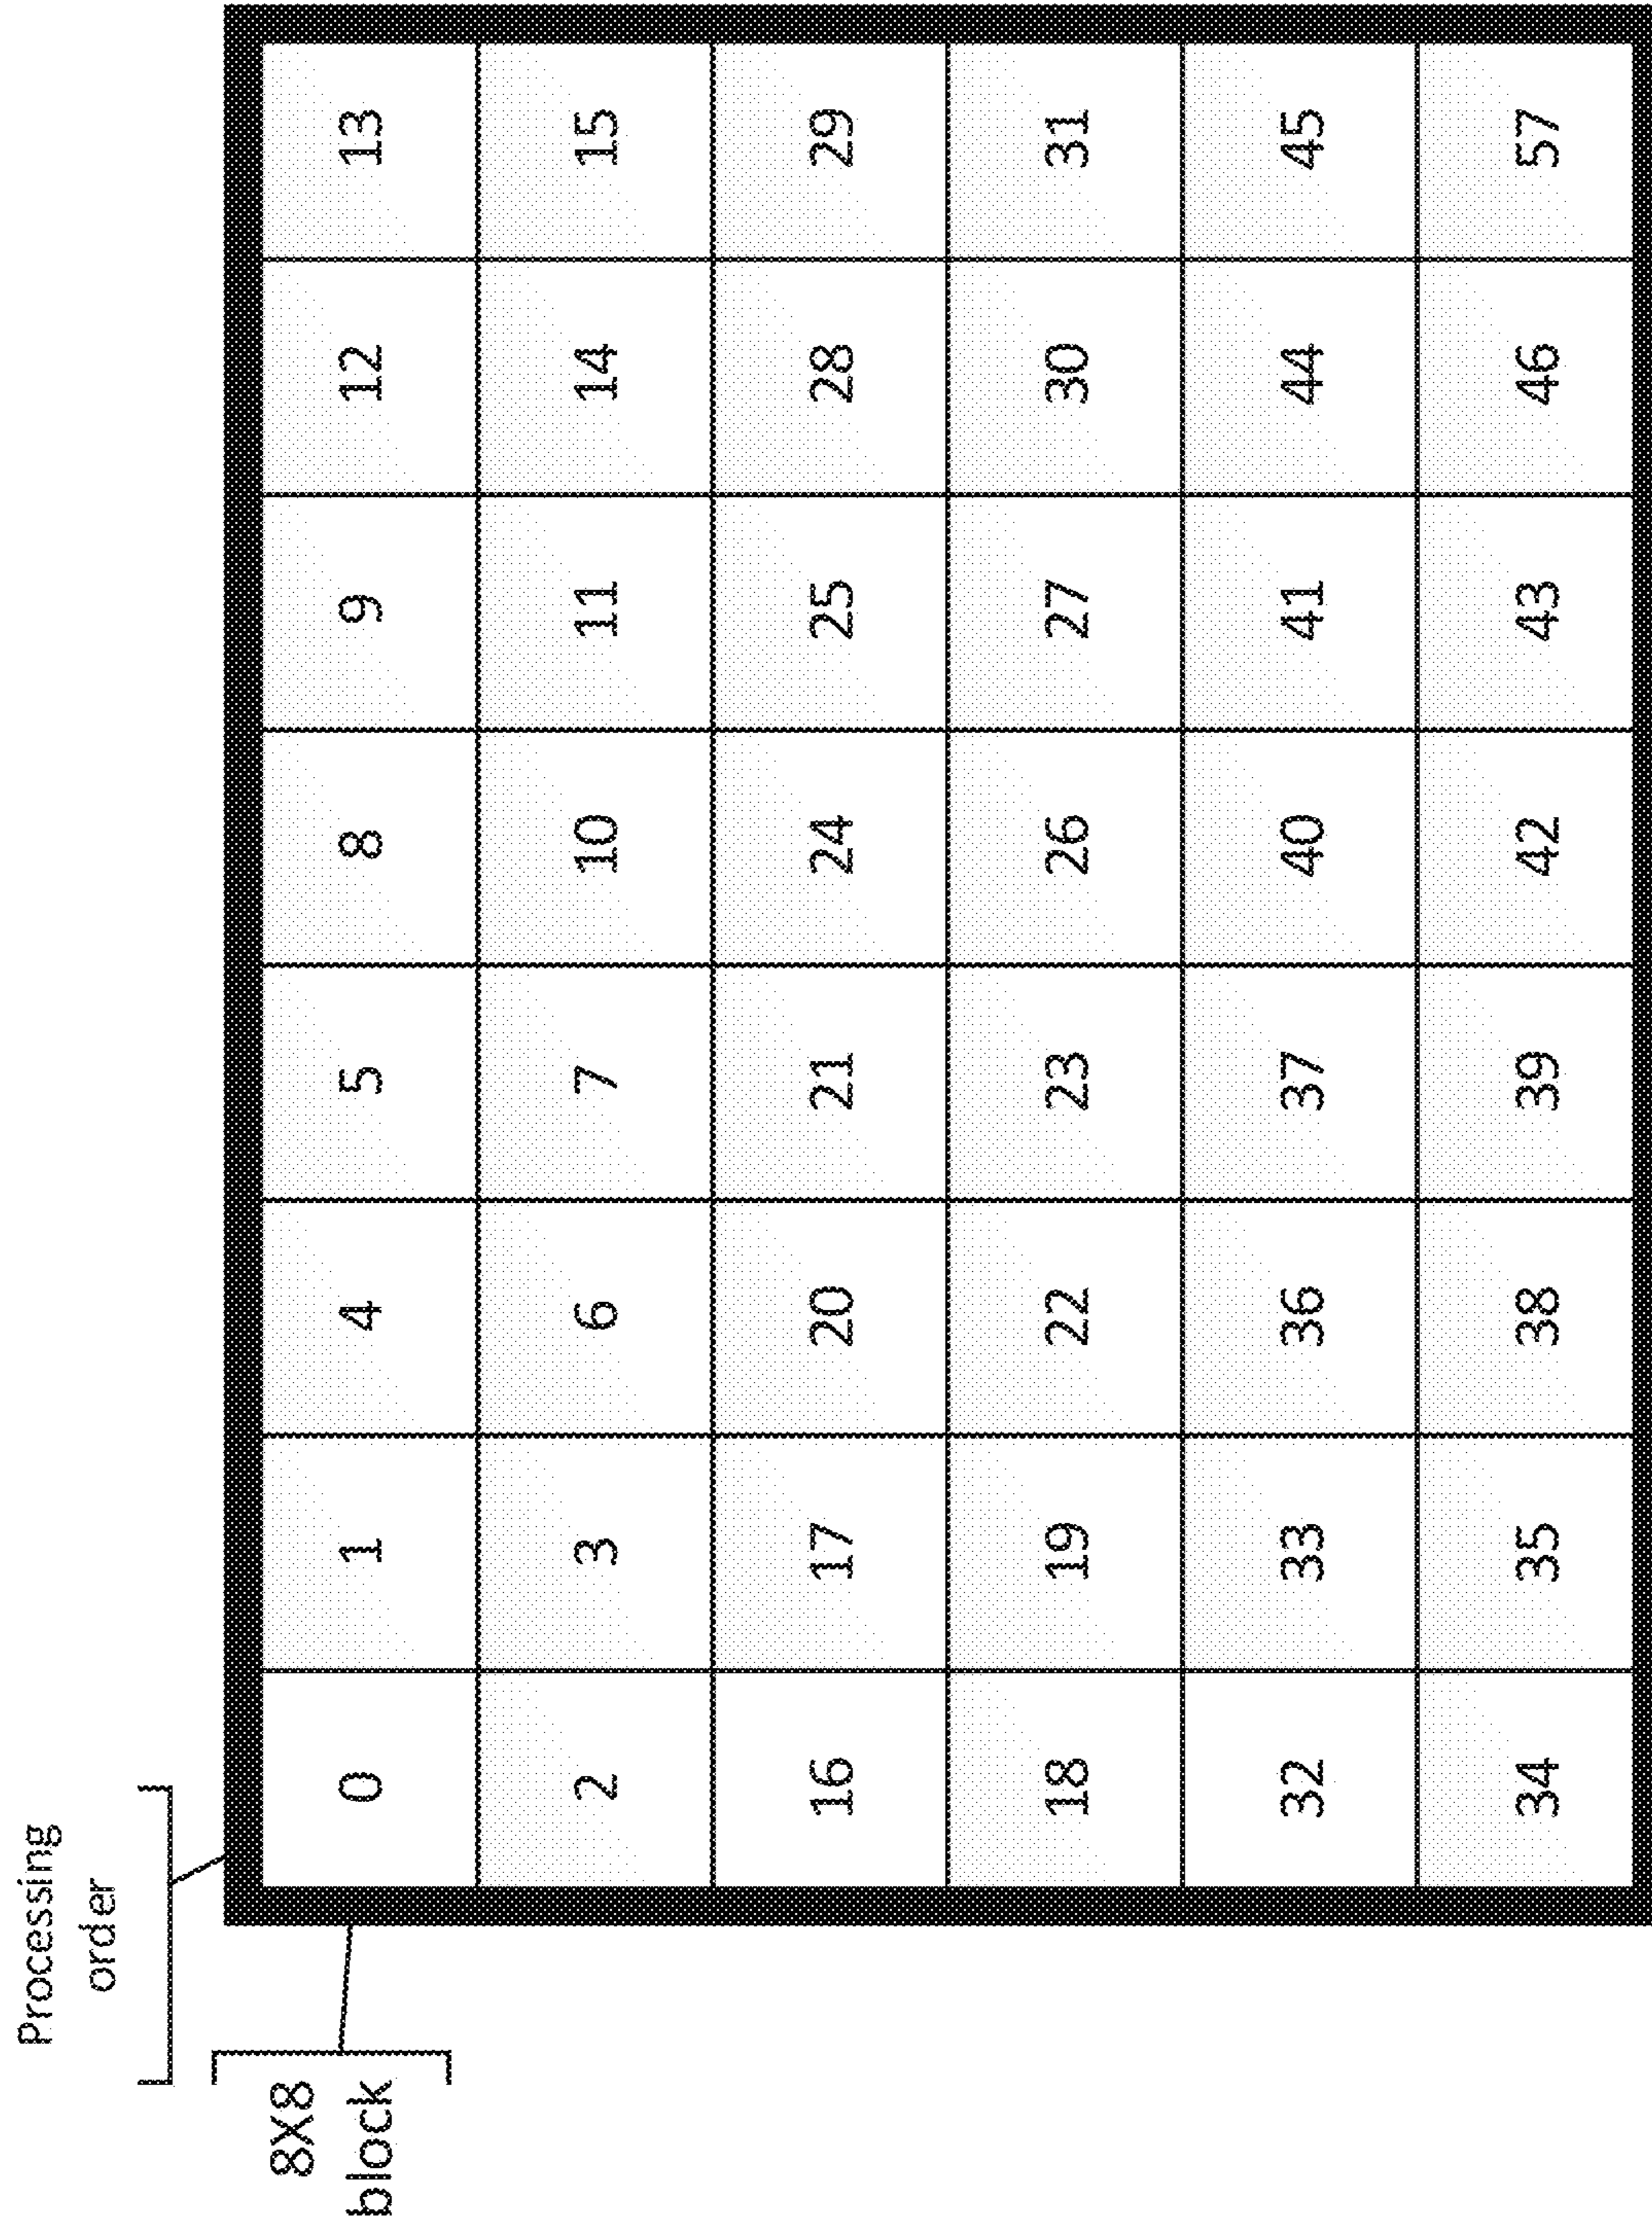 Processing
order
8X8
block
0 1 4 5 8 9 12 13
2 3 6 7 10 11 14 15
16 17 20 21 24 25 28 29
18 19 22 23 26 27 30 31
32 33 36 37 40 41 44 45
34 35 38 39 42 43 46 57